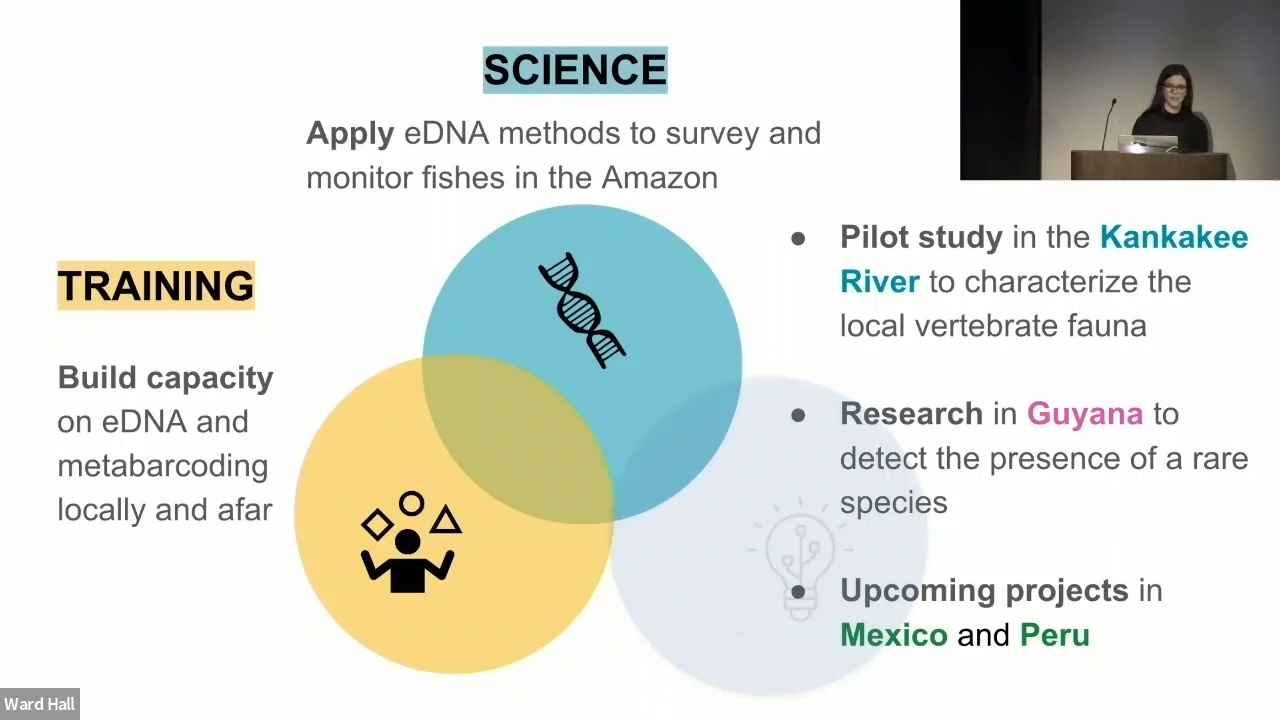 SCIENCE
Apply eDNA methods to survey and
monitor fishes in the Amazon
TRAINING
Build capacity
on eDNA and
metabarcoding
locally and afar
● Pilot study in the Kankakee
River to characterize the
local vertebrate fauna
● Research in Guyana to
detect the presence of a rare
species
● Upcoming projects in
Mexico and Peru
Ward Hall